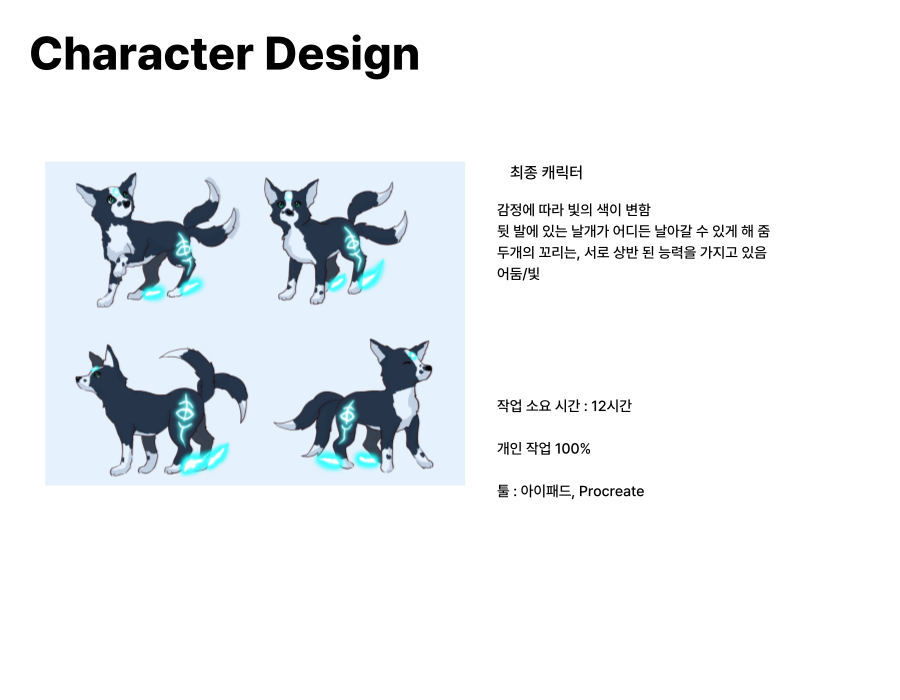 Character Design
최종 캐릭터
감정에 따라 빛의 색이 변함
뒷 발에 있는 날개가 어디든 날아갈 수 있게 해 줌
두개의 꼬리는, 서로 상반 된 능력을 가지고 있음
어둠/빛
작업 소요 시간 : 12시간
개인 작업 100%
툴 : 아이패드, Procreate